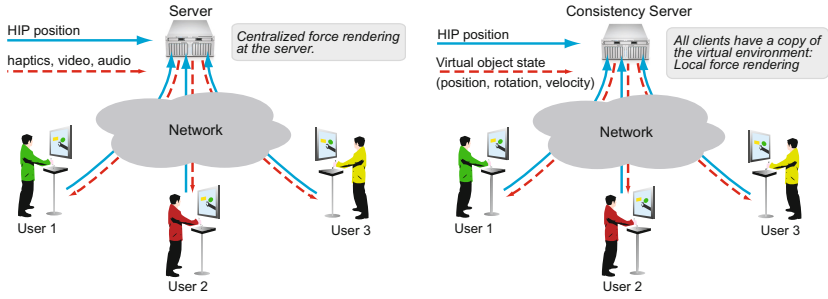 Server
HIP position
haptics, video, audio
Centralized force rendering
at the server.
Network
User 1
User 2
User 3
Consistency Server
HIP position
Virtual object state
(position, rotation, velocity)
All clients have a copy of
the virtual environment:
Local force rendering
Network
User 1
User 2
User 3